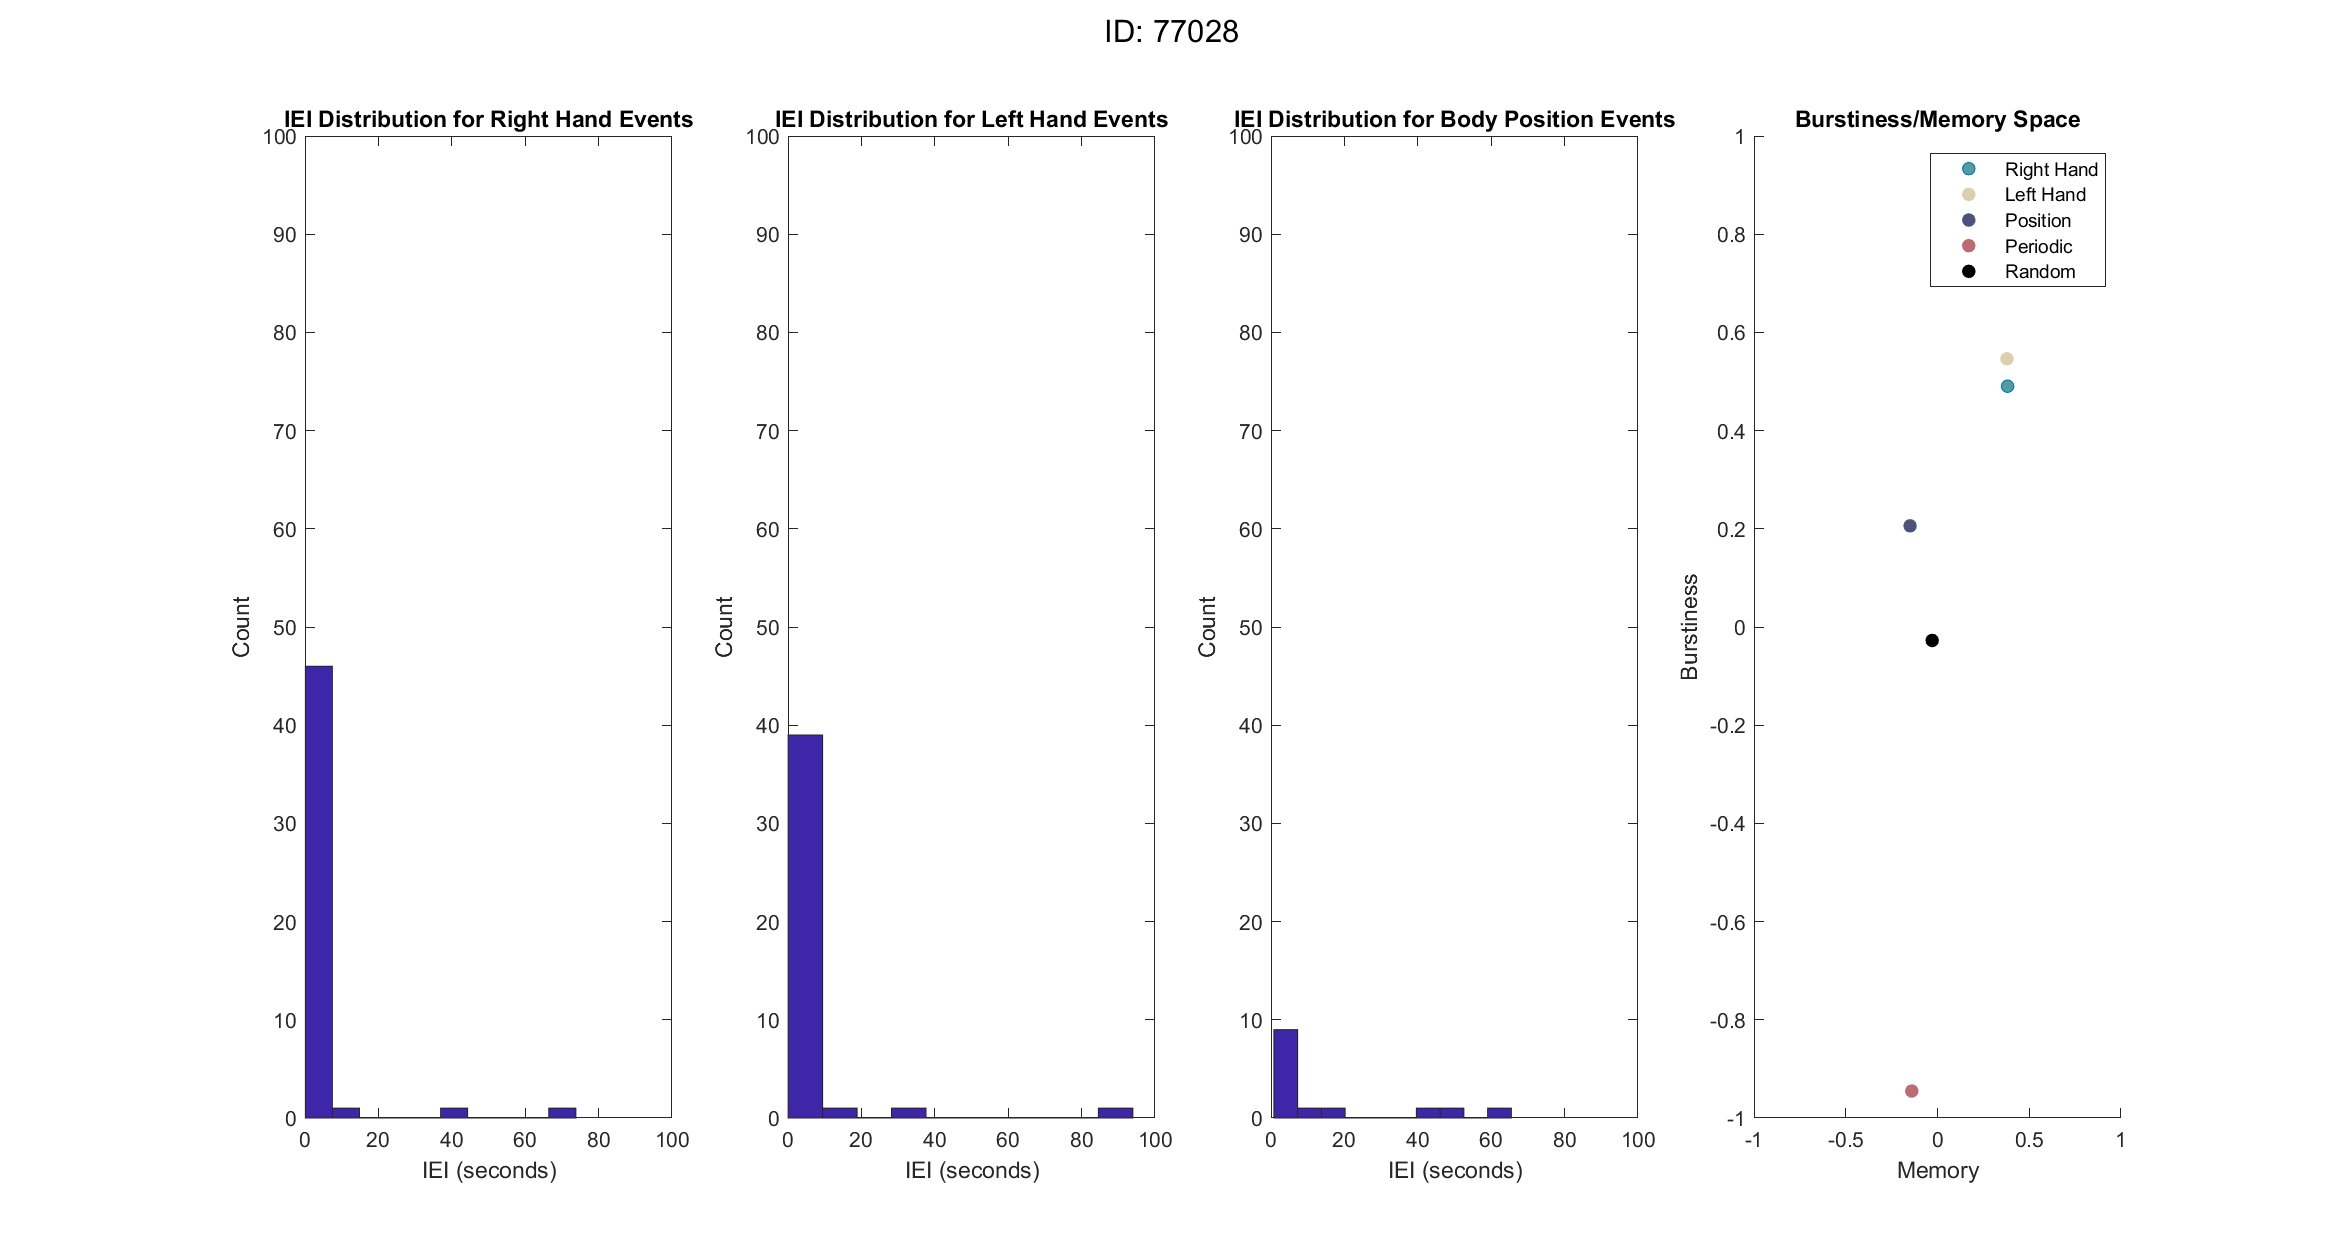 ID: 77028
IEI Distribution for Right Hand Events
100
90
80
70
60
50
40
30
20
10
0
Count
0 20 40 60 80 100
IEI (seconds)
IEI Distribution for Left Hand Events
100
90
80
70
60
50
40
30
20
10
0
Count
0 20 40 60 80 100
IEI (seconds)
IEI Distribution for Body Position Events
100
90
80
70
60
50
40
30
20
10
0
Count
0 20 40 60 80 100
IEI (seconds)
Burstiness/Memory Space
1
0.8
0.6
0.4
0.2
0
-0.2
-0.4
-0.6
-0.8
-1
Burstiness
Right Hand
Left Hand
Position
Periodic
Random
-1 -0.5 0 0.5 1
Memory